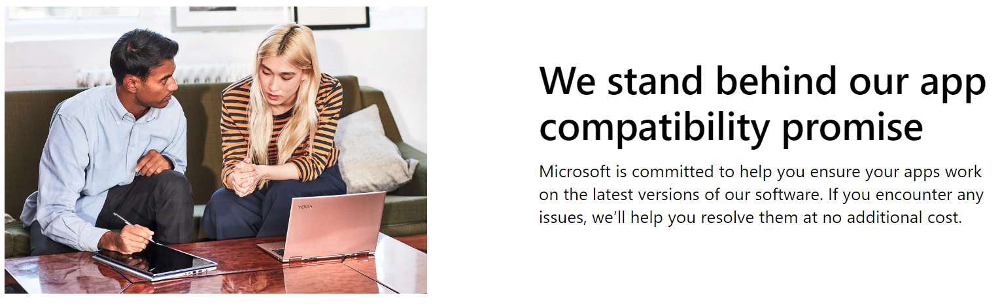 YOGA
We stand behind our app
compatibility promise
Microsoft is committed to help you ensure your apps work
on the latest versions of our software. If you encounter any
issues, we’ll help you resolve them at no additional cost.